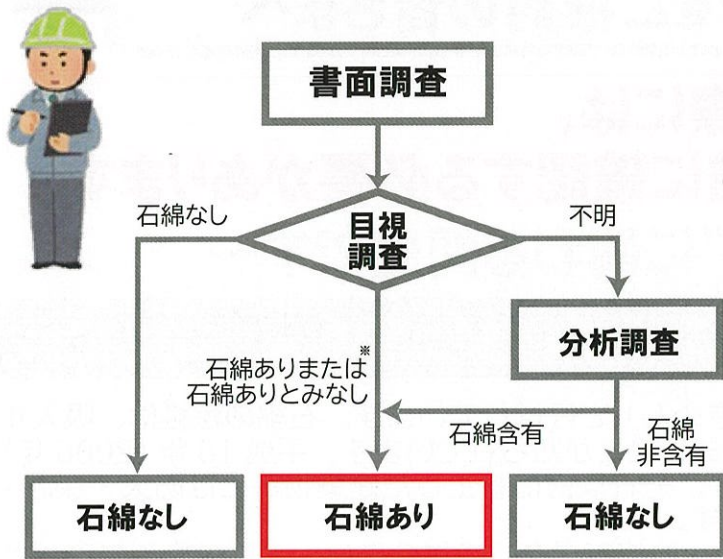 書面調査
石綿なし
目視
調査
不明
分析調査
※
石綾ありまたは
石綿ありとみなし
石綿含有
石綿
非含有
石綿なし
石綿あり
石綿なし